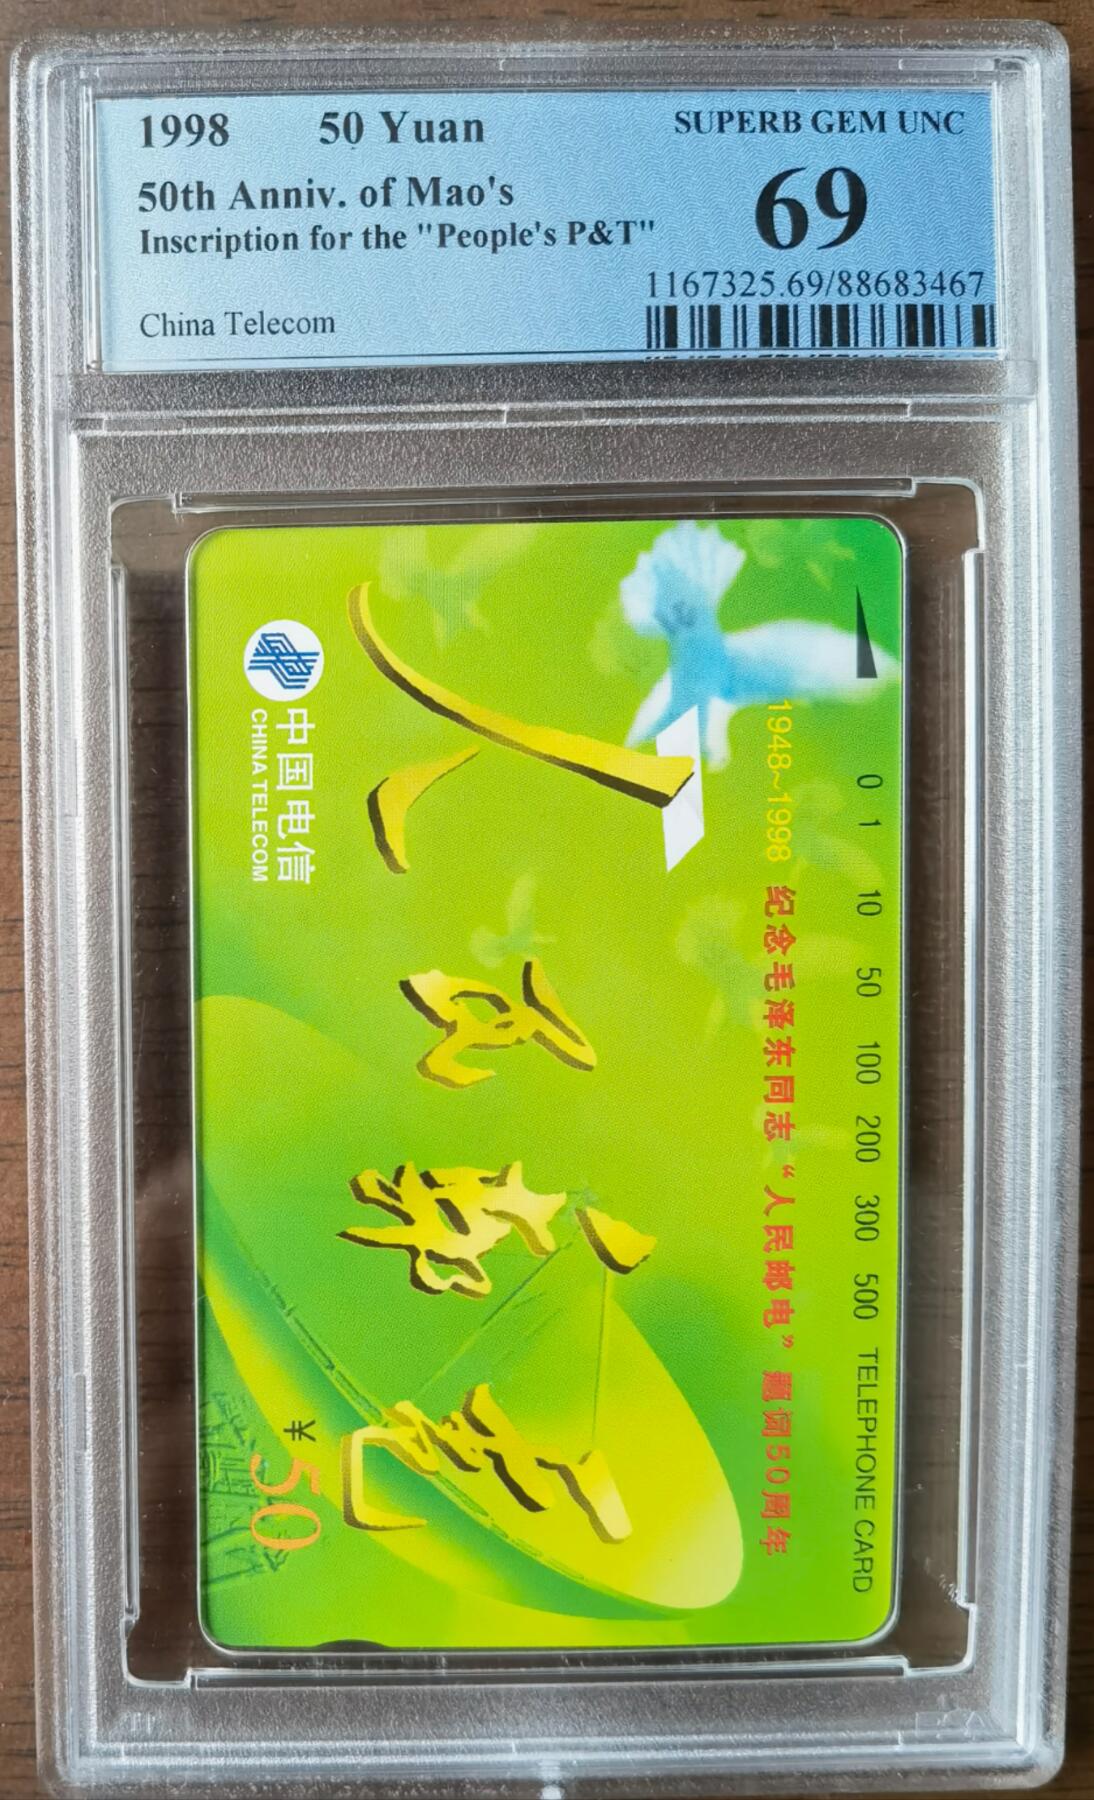 1998 50 Yuan
SUPERB GEM UNC
50th Anniv. of Mao's
69
Inscription for the "People's P&T"
1167325.69/88683467
China Telecom
0 1 10 50 100 200 300 500 TELEPHONE CARD
1948~1998 纪念毛泽东同志“人民邮电”题词50周年
人民邮电
中国电信
CHINA TELECOM
¥50